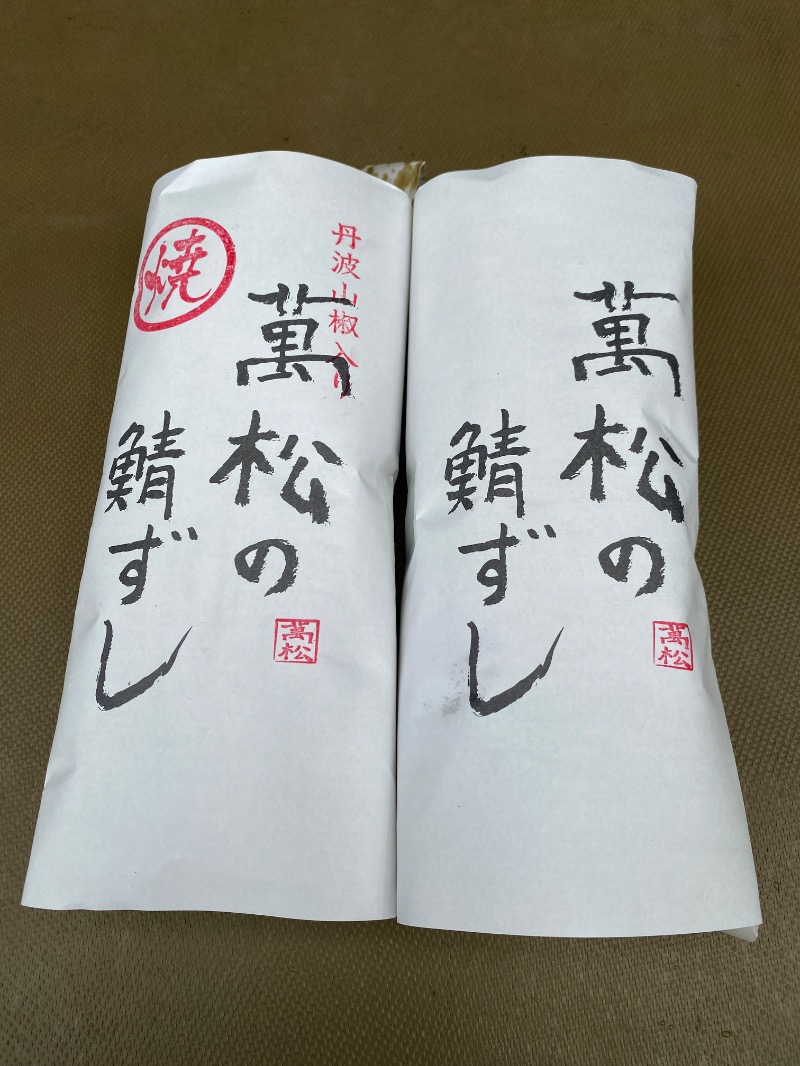 焼
丹波山椒入り
萬松の
鯖ずし
萬松
萬松の
鯖ずし
萬松